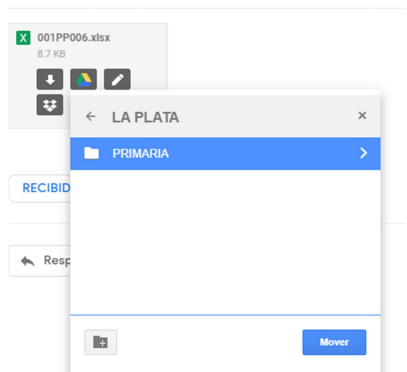 X 001PP006.xlsx
8.7 KB
LA PLATA
PRIMARIA
RECIBID
Resp
Mover